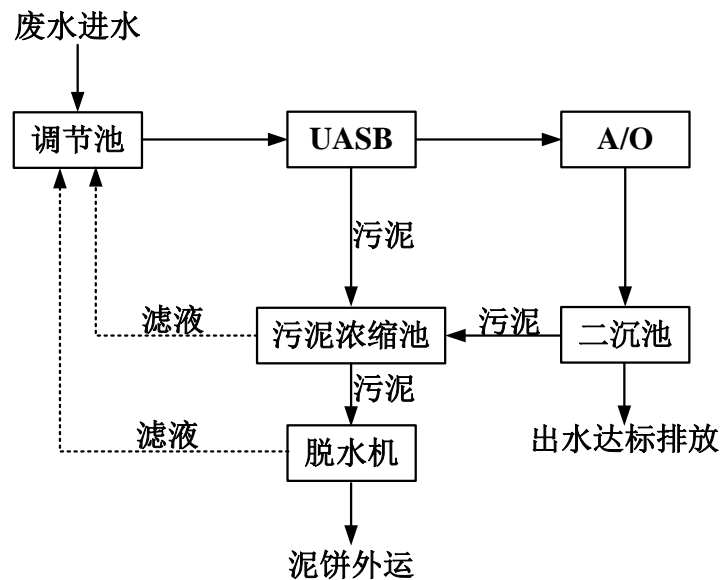 废水进水
调节池
UASB
A/O
污泥
滤液
污泥浓缩池
污泥
二沉池
污泥
滤液
脱水机
出水达标排放
泥饼外运